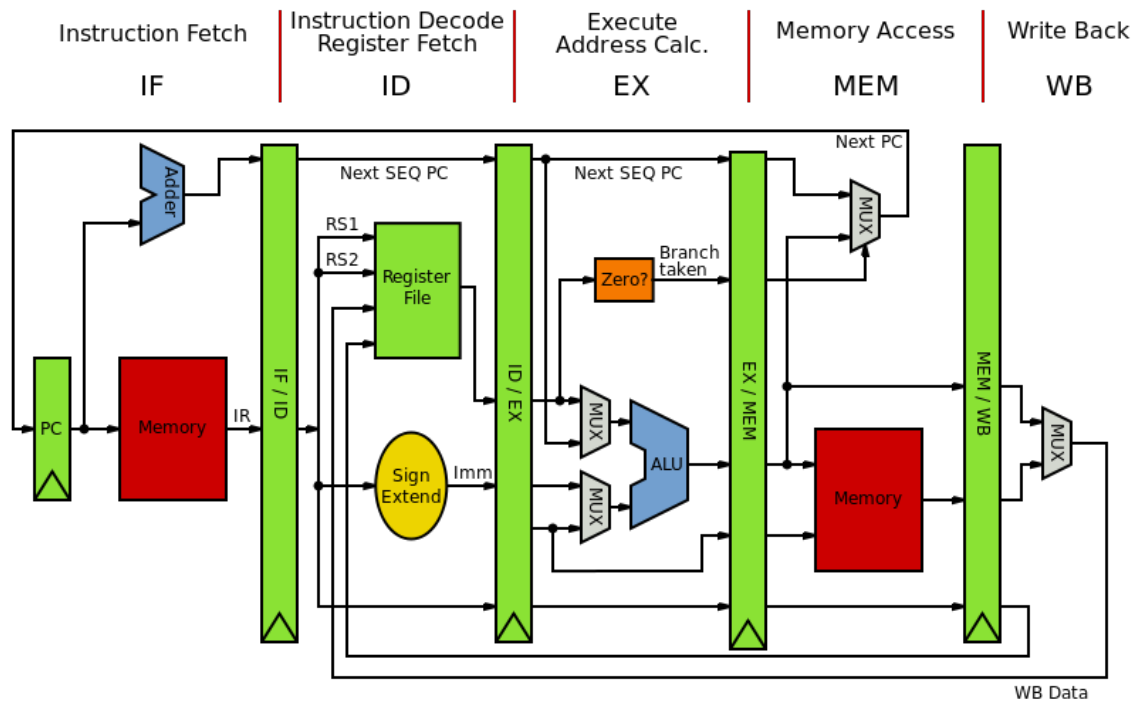 Instruction Fetch
Instruction Decode
Register Fetch
Execute
Address Calc.
Memory Access
Write Back
IF
ID
EX
MEM
WB
Next PC
Adder
Next SEQ PC
Next SEQ PC
MUX
RS1
RS2
Register
File
Branch
taken
Zero?
IF / ID
ID / EX
EX / MEM
MEM / WB
PC
Memory
IR
MUX
MUX
ALU
MUX
Sign
Extend
Imm
Memory
WB Data